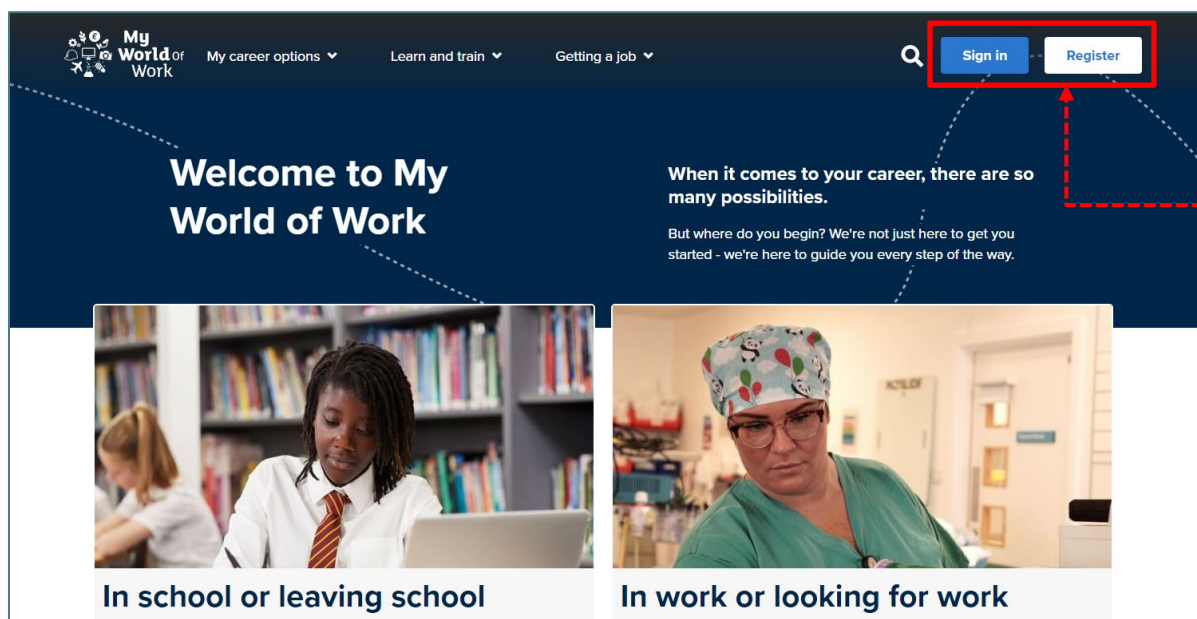 My
World of
Work
My career options
Learn and train
Getting a job
Sign in
Register
Welcome to My
World of Work
When it comes to your career, there are so
many possibilities.
But where do you begin? We're not just here to get you
started - we're here to guide you every step of the way.
In school or leaving school
In work or looking for work